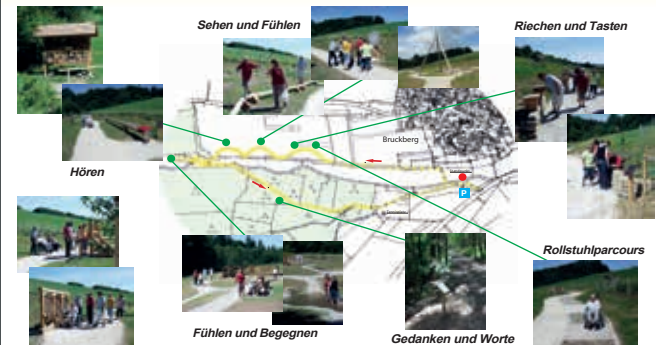 Sehen und Fühlen
Riechen und Tasten
Bruckberg
Hören
P
Rollstuhlparcours
Fühlen und Begegnen
Gedanken und Worte